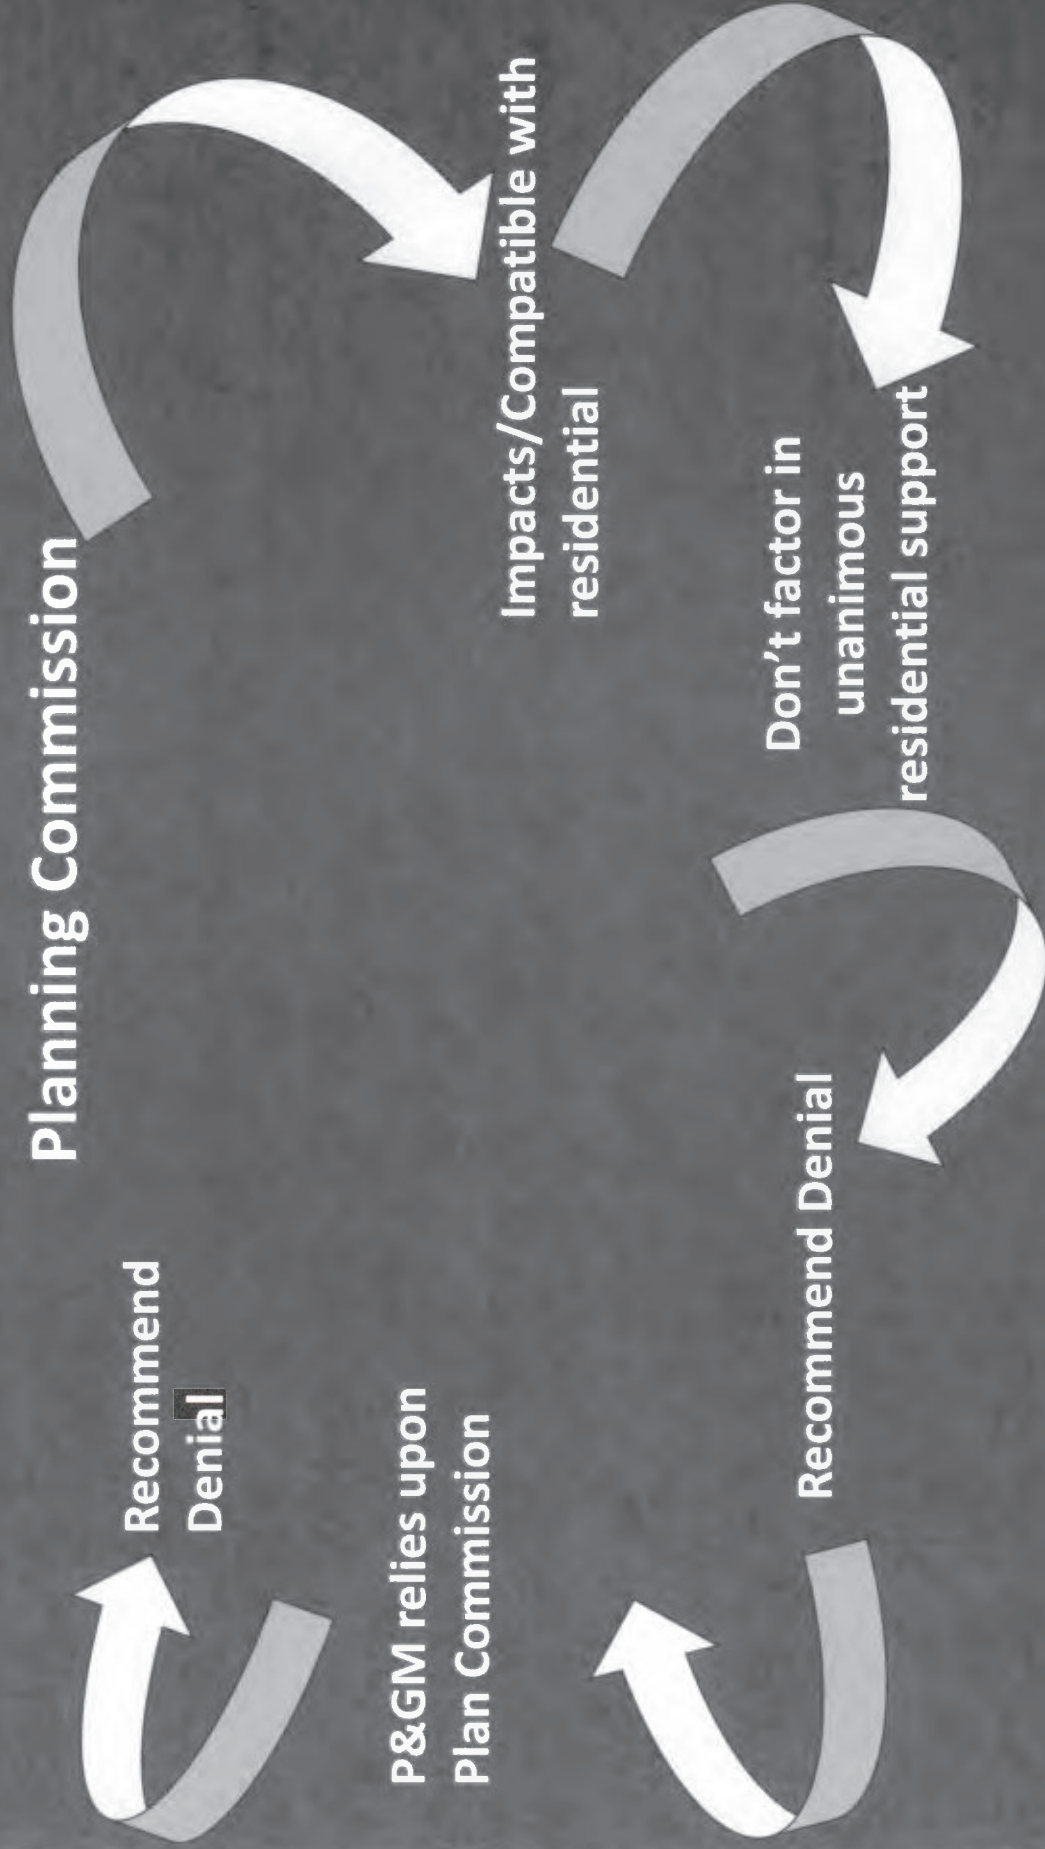 Planning Commission
Impacts/Compatible with
residential
Don't factor in
unanimous
residential support
Recommend Denial
P&GM relies upon
Plan Commission
Recommend
Denial